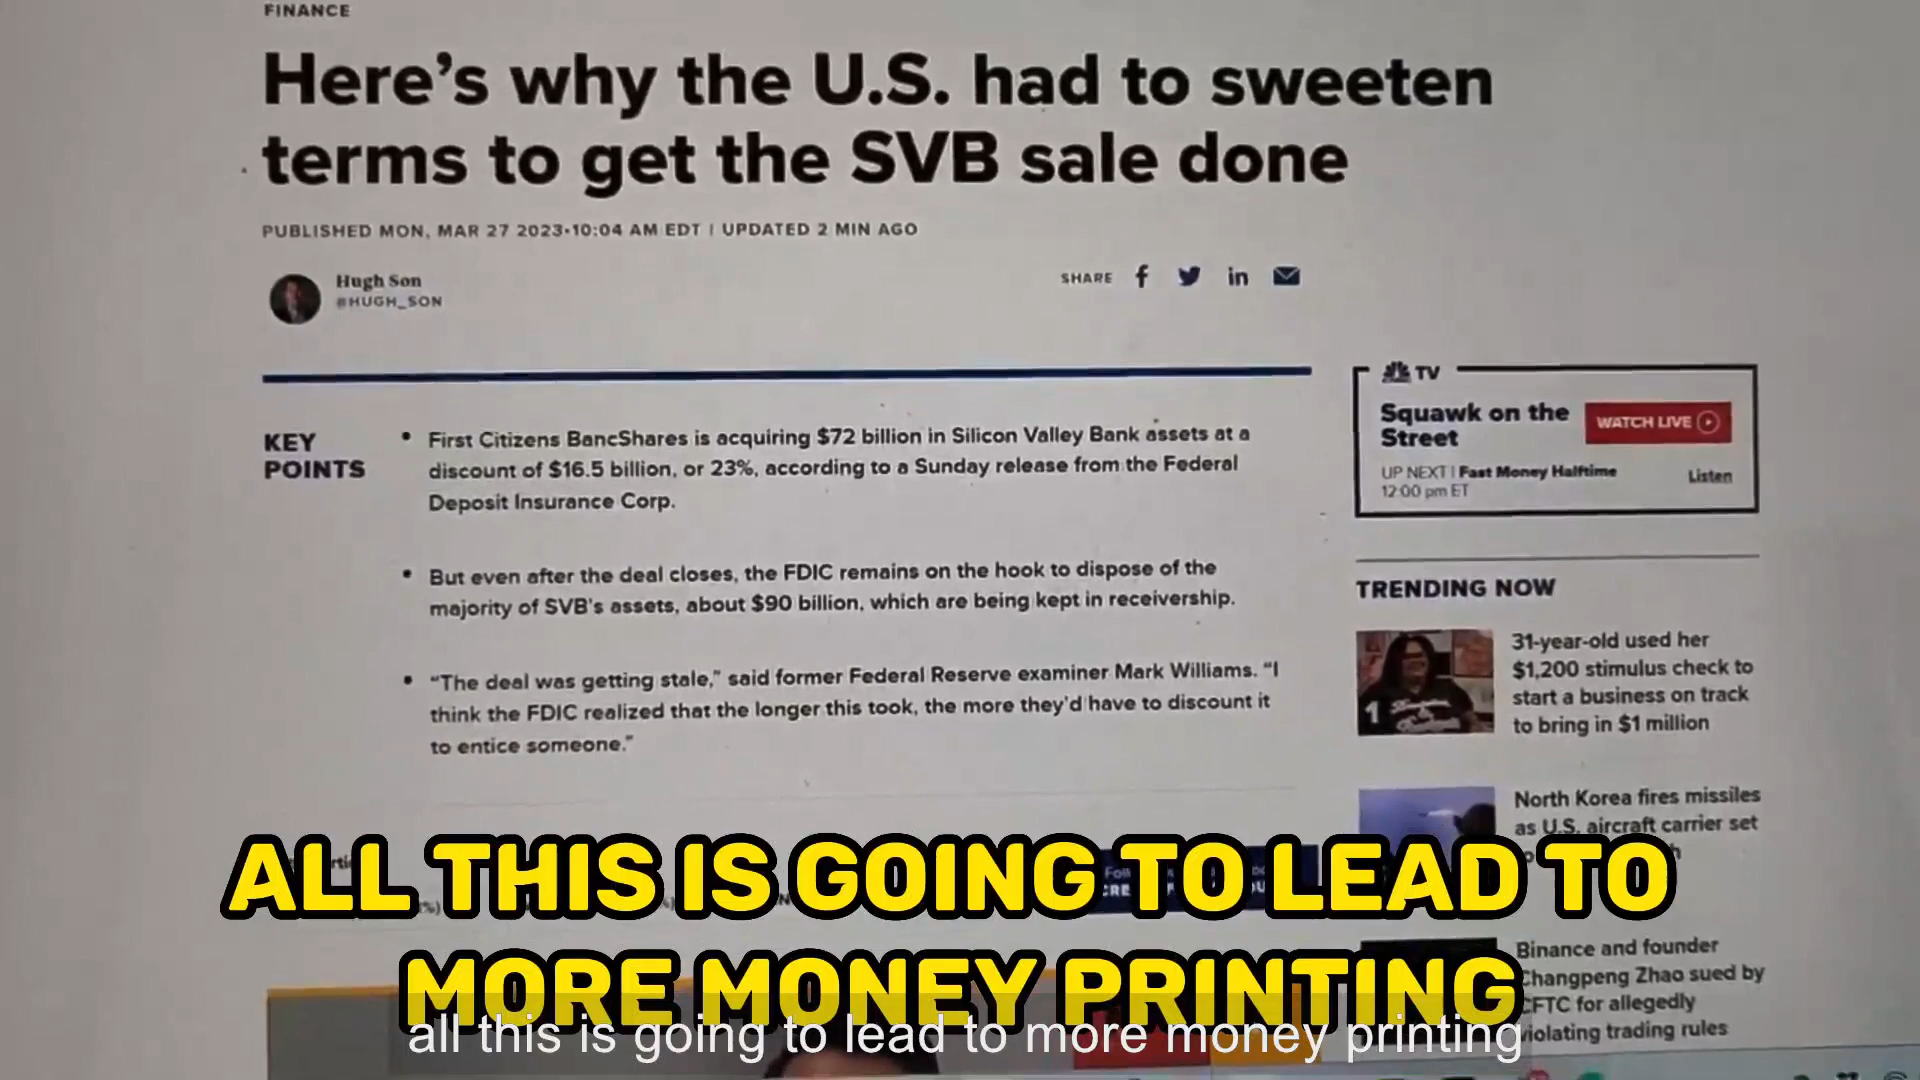 FINANCE
Here's why the U.S. had to sweeten
terms to get the SVB sale done
PUBLISHED MON, MAR 27 2023•10:04 AM EDT | UPDATED 2 MIN AGO
Hugh Son
@HUGH_SON
SHARE
KEY
POINTS
• First Citizens BancShares is acquiring $72 billion in Silicon Valley Bank assets at a
discount of $16.5 billion, or 23%, according to a Sunday release from the Federal
Deposit Insurance Corp.
• But even after the deal closes, the FDIC remains on the hook to dispose of the
majority of SVB's assets, about $90 billion, which are being kept in receivership.
• “The deal was getting stale,” said former Federal Reserve examiner Mark Williams. “I
think the FDIC realized that the longer this took, the more they'd have to discount it
to entice someone.”
TV
Squawk on the
Street
WATCH LIVE
UP NEXT | Fast Money Halftime
12:00 pm ET
Listen
TRENDING NOW
31-year-old used her
$1,200 stimulus check to
start a business on track
to bring in $1 million
North Korea fires missiles
as U.S. aircraft carrier set
Binance and founder
Changpeng Zhao sued by
CFTC for allegedly
violating trading rules
ALL THIS IS GOING TO LEAD TO
MORE MONEY PRINTING
all this is going to lead to more money printing